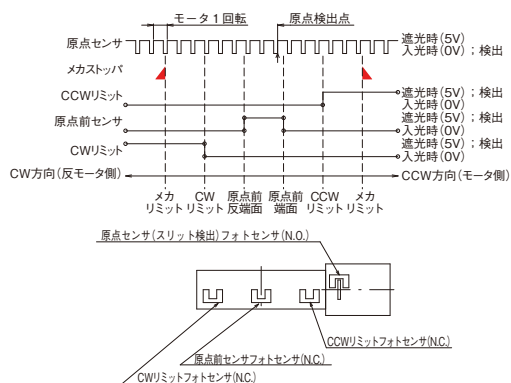 モータ1回転
原点検出点
原点センサ
遮光時(5V)
入光時(0V);検出
メカストッパ
CCWリミット
遮光時(5V);検出
入光時(0V)
原点前センサ
遮光時(5V);検出
入光時(0V)
CWリミット
遮光時(5V);検出
入光時(0V)
CW方向(反モータ側)
CCW方向(モータ側)
メカ
リミット
CW
リミット
原点前
反端面
原点前
端面
CCW
リミット
メカ
リミット
原点センサ(スリット検出)フォトセンサ(N.O.)
CCWリミットフォトセンサ(N.C.)
原点前センサフォトセンサ(N.C.)
CWリミットフォトセンサ(N.C.)